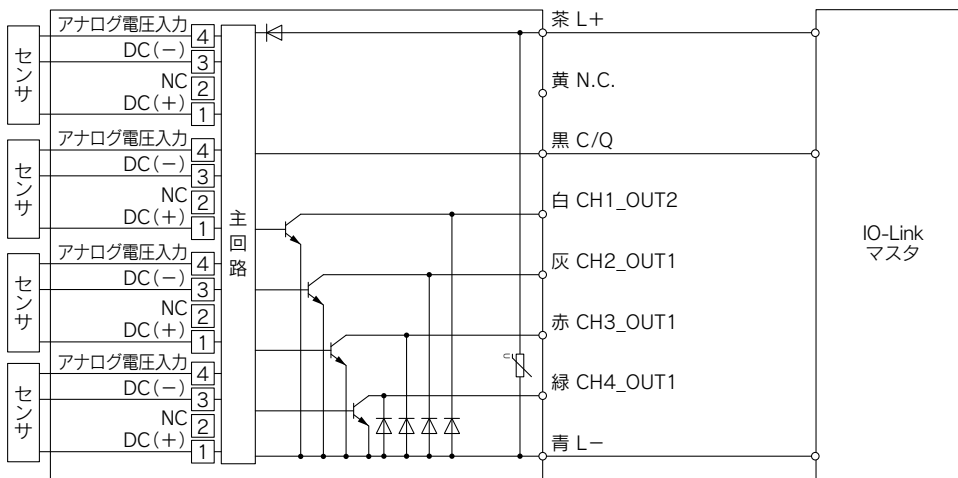 センサ
アナログ電圧入力 4
DC(−) 3
NC 2
DC(+) 1
センサ
アナログ電圧入力 4
DC(−) 3
NC 2
DC(+) 1
センサ
アナログ電圧入力 4
DC(−) 3
NC 2
DC(+) 1
センサ
アナログ電圧入力 4
DC(−) 3
NC 2
DC(+) 1
主回路
茶 L+
黄 N.C.
黒 C/Q
白 CH1_OUT2
灰 CH2_OUT1
赤 CH3_OUT1
緑 CH4_OUT1
青 L−
IO-Link
マスタ